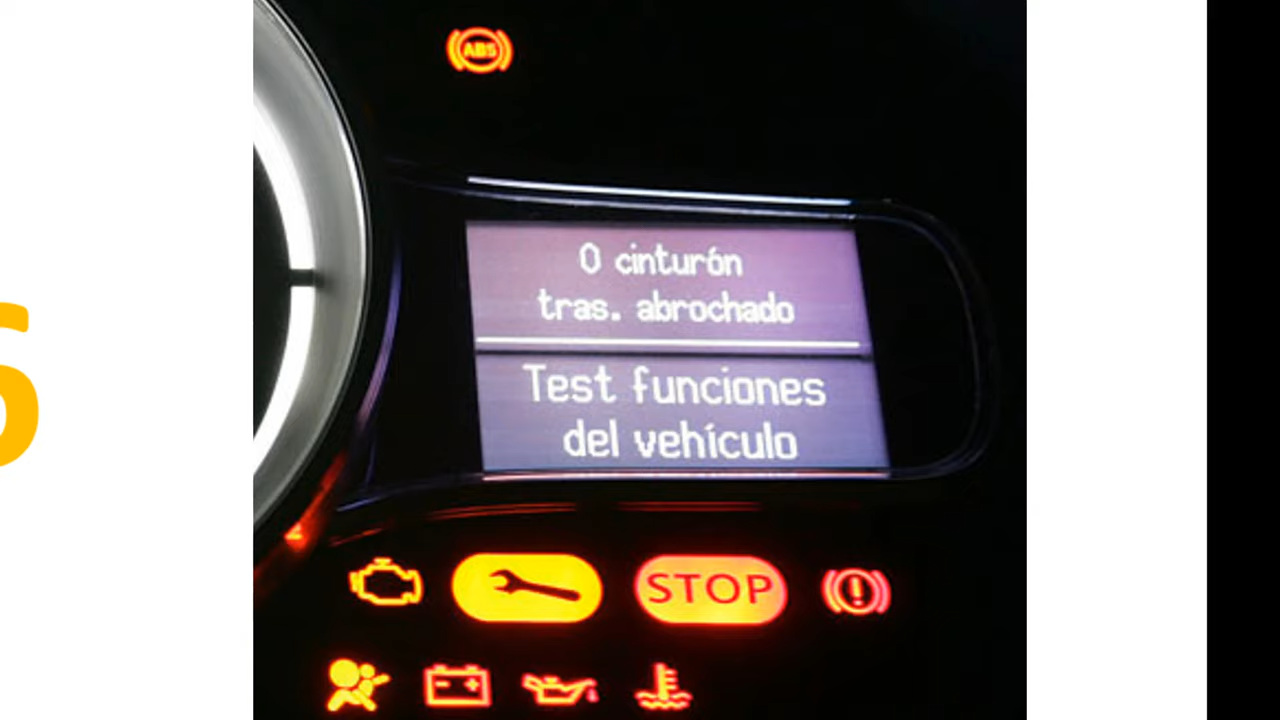 ABS
0 cinturón
tras. abrochado
Test funciones
del vehículo
STOP